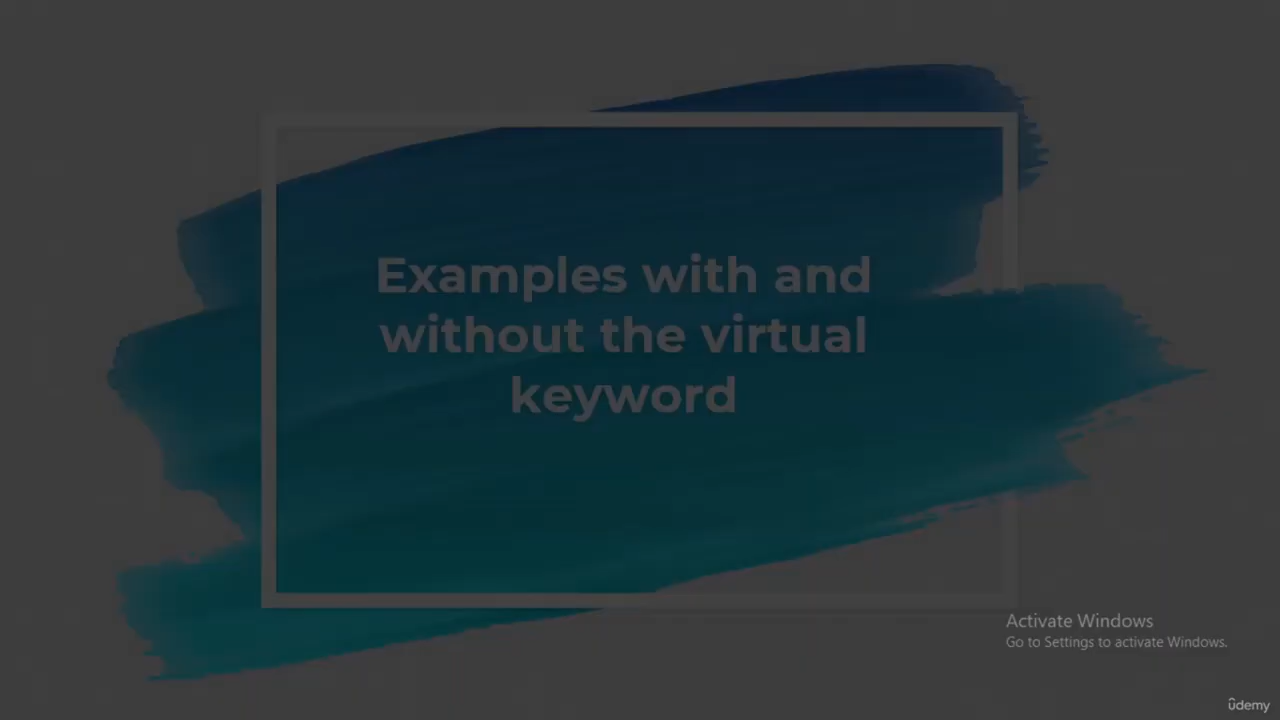 Examples with and
without the virtual
keyword
Activate Windows
Go to Settings to activate Windows.
ûdemy